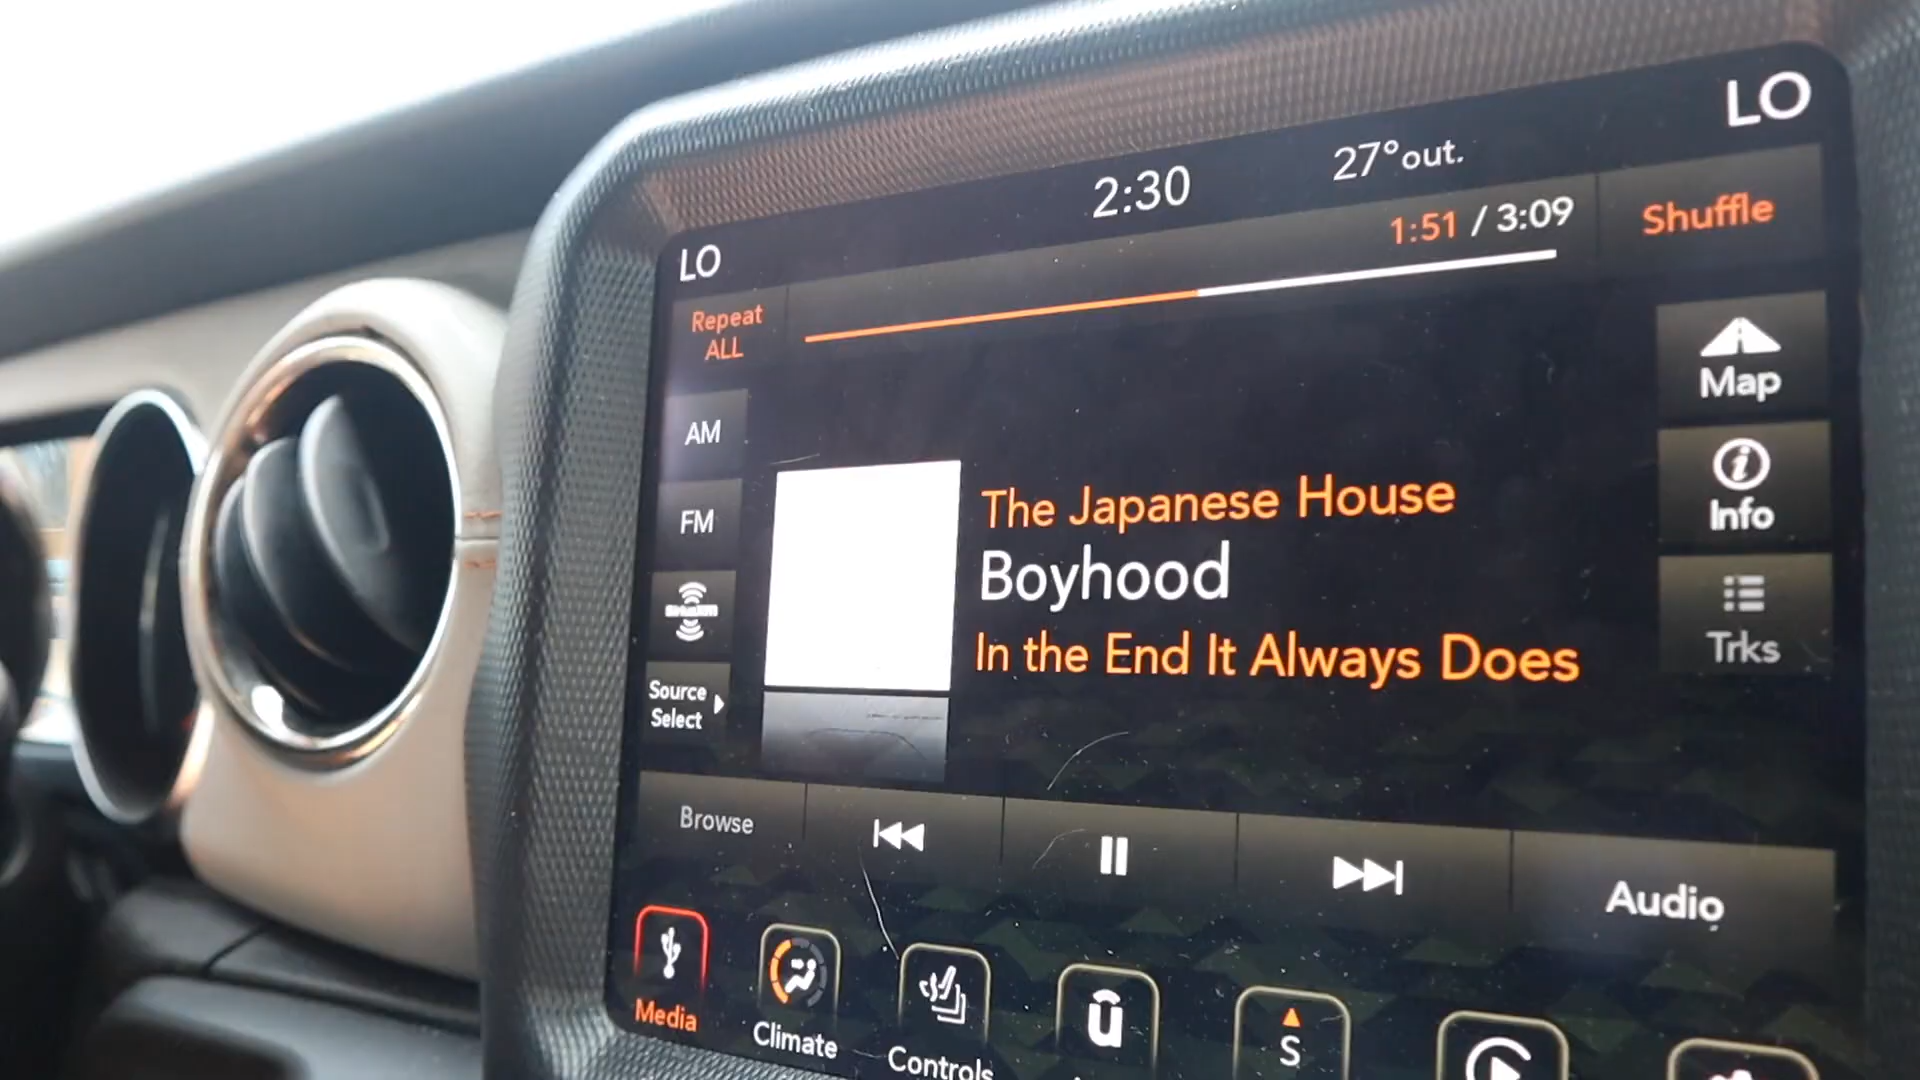 LO
2:30
27°out.
LO
Repeat
ALL
1:51 / 3:09
Shuffle
AM
FM
Source
Select
The Japanese House
Boyhood
In the End It Always Does
Map
Info
Trks
Browse
Audio
Media
Climate
Controls
S